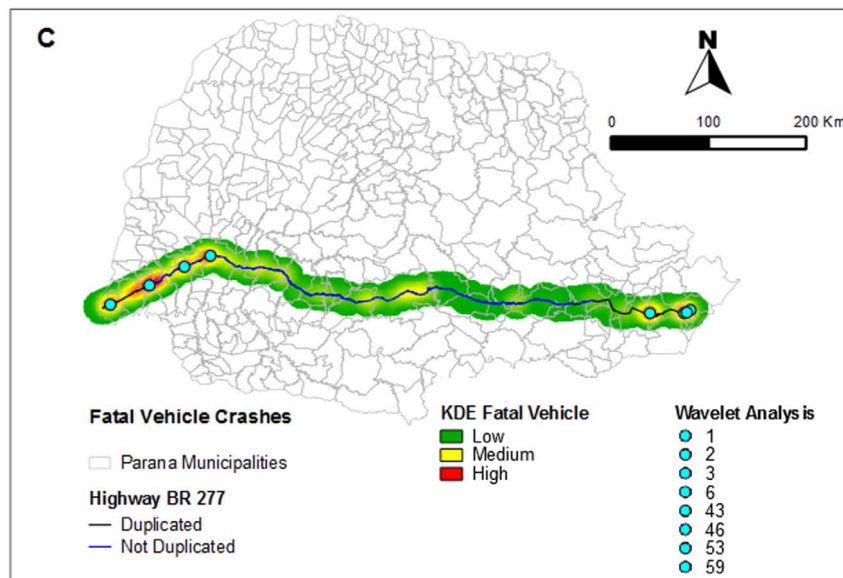 C
N
0 100 200 Km
Fatal Vehicle Crashes
Parana Municipalities
Highway BR 277
Duplicated
Not Duplicated
KDE Fatal Vehicle
Low
Medium
High
Wavelet Analysis
1
2
3
6
43
46
53
59